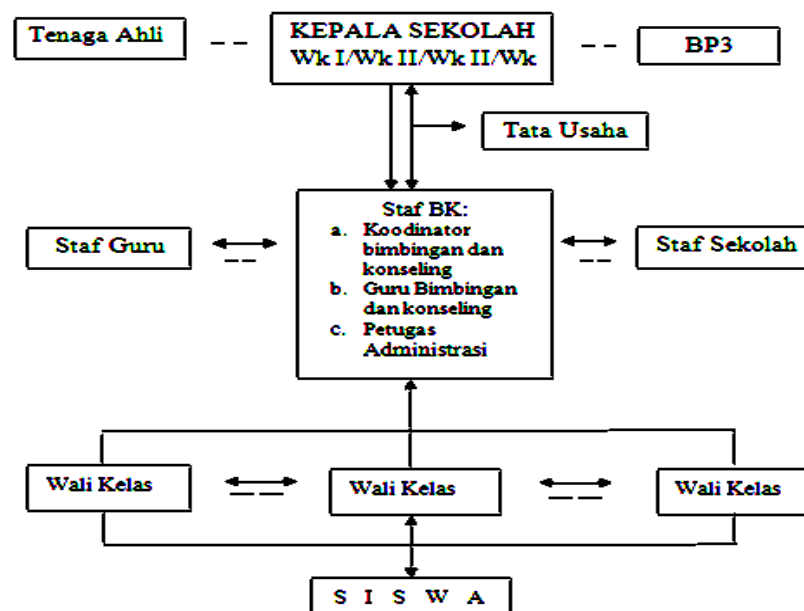 Tenaga Ahli
KEPALA SEKOLAH
Wk I/Wk II/Wk II/Wk
BP3
Tata Usaha
Staf Guru
Staf BK:
a. Koodinator
bimbingan dan
konseling
b. Guru Bimbingan
dan konseling
c. Petugas
Administrasi
Staf Sekolah
Wali Kelas
Wali Kelas
Wali Kelas
S I S W A